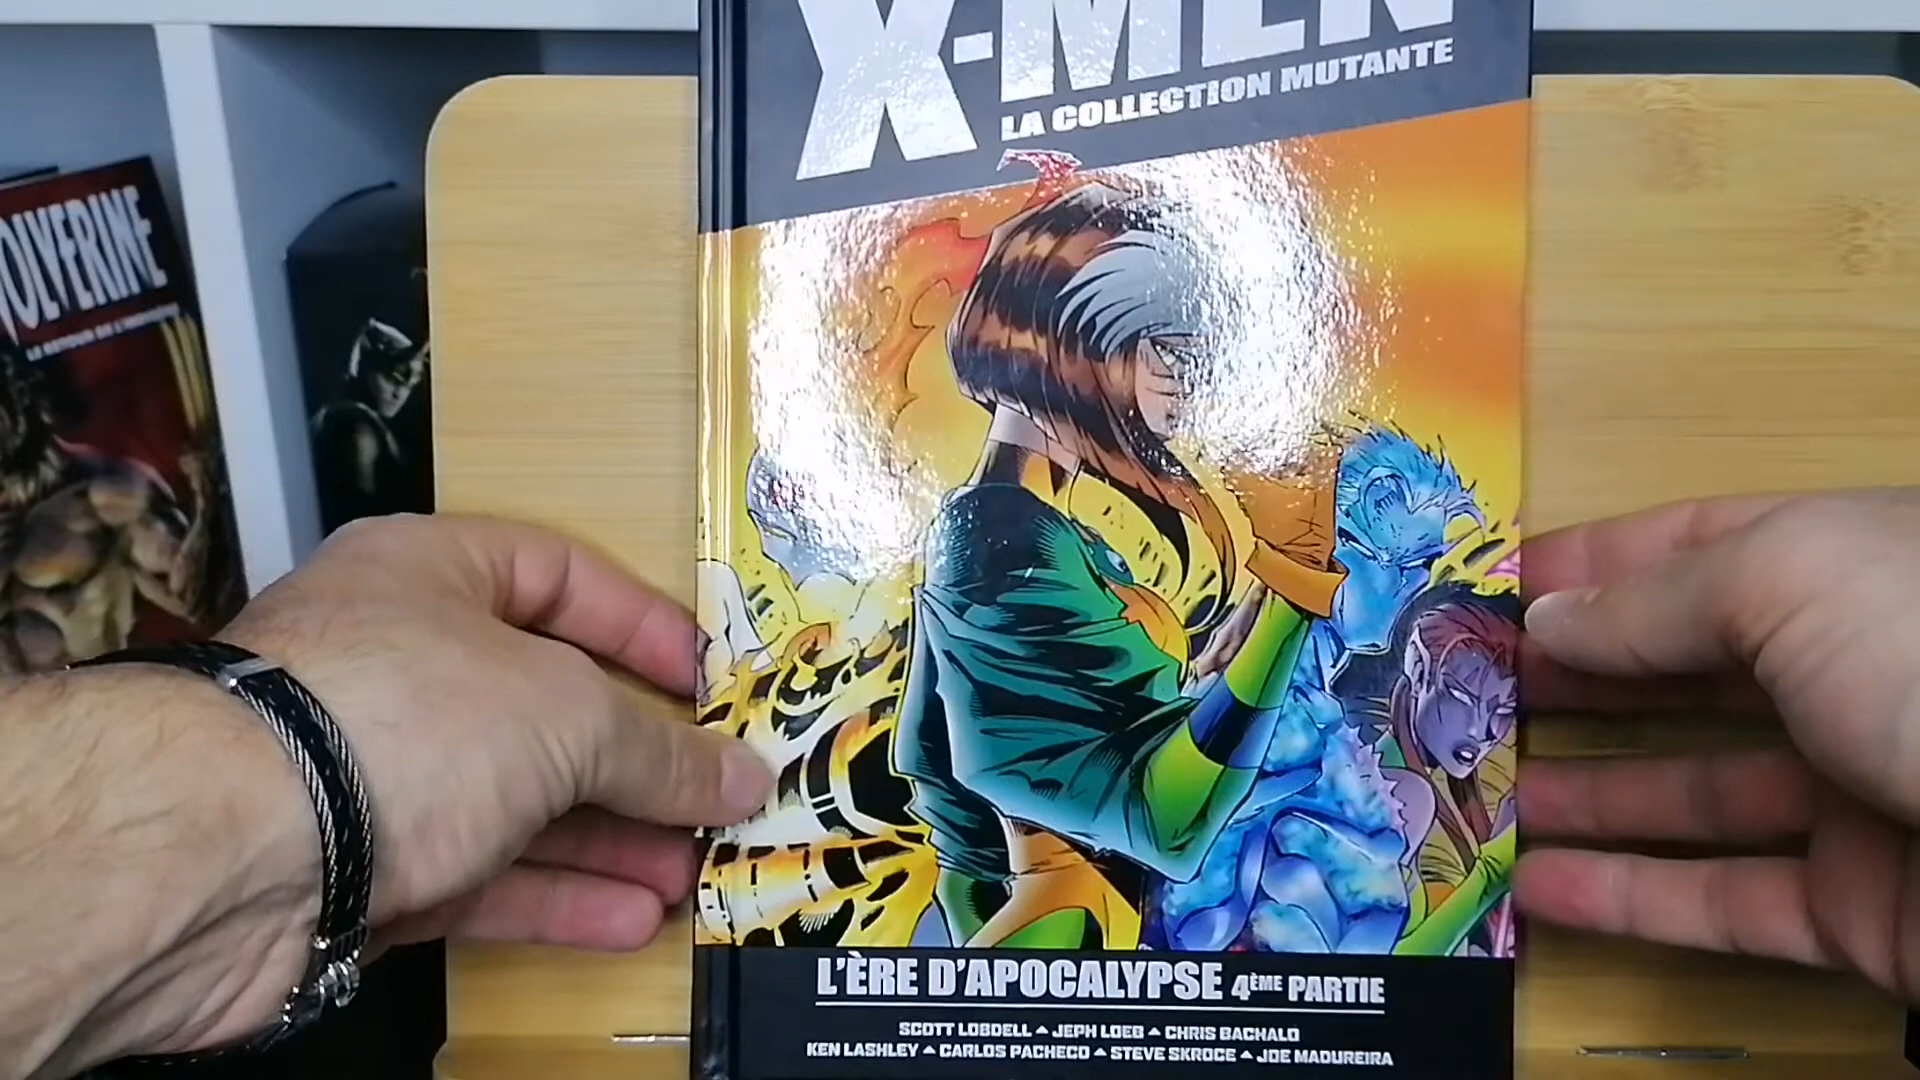 X-MEN
LA COLLECTION MUTANTE
WOLVERINE
L'ÈRE D'APOCALYPSE 4ÈME PARTIE
SCOTT LOBDELL ▲ JEPH LOEB ▲ CHRIS BACHALO
KEN LASHLEY ▲ CARLOS PACHECO ▲ STEVE SKROCE ▲ JOE MADUREIRA